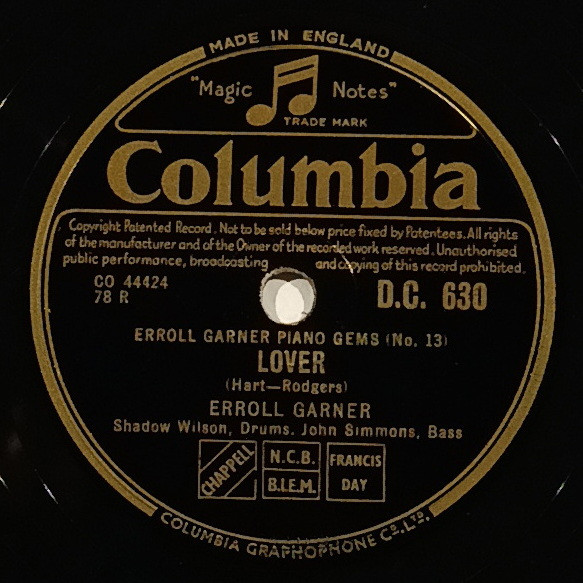 MADE IN ENGLAND
"Magic Notes"
TRADE MARK
Columbia
Copyright Patented Record. Not to be sold below price fixed by Patentees. All rights
of the manufacturer and of the Owner of the recorded work reserved. Unauthorised
public performance, broadcasting and copying of this record prohibited.
CO 44424
78 R
D.C. 630
ERROLL GARNER PIANO GEMS (No. 13)
LOVER
(Hart—Rodgers)
ERROLL GARNER
Shadow Wilson, Drums. John Simmons, Bass
CHAPPELL
N.C.B.
B.I.E.M.
FRANCIS
DAY
COLUMBIA GRAPHOPHONE CO. LTD.